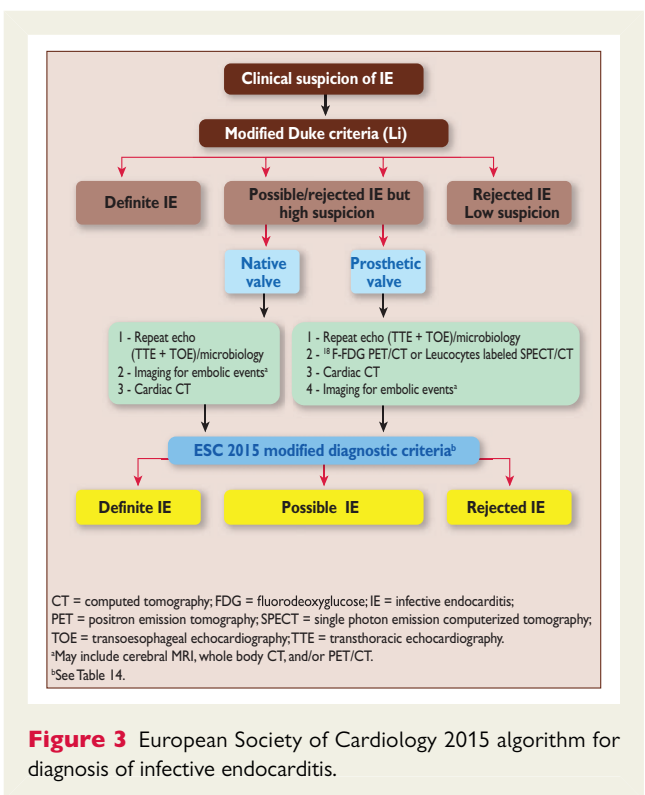 Clinical suspicion of IE
Modified Duke criteria (Li)
Definite IE
Possible/rejected IE but
high suspicion
Rejected IE
Low suspicion
Native
valve
Prosthetic
valve
1 - Repeat echo
(TTE + TOE)/microbiology
2 - Imaging for embolic eventsᵃ
3 - Cardiac CT
1 - Repeat echo (TTE + TOE)/microbiology
2 - ¹⁸F-FDG PET/CT or Leucocytes labeled SPECT/CT
3 - Cardiac CT
4 - Imaging for embolic eventsᵃ
ESC 2015 modified diagnostic criteriaᵇ
Definite IE
Possible IE
Rejected IE
CT = computed tomography; FDG = fluorodeoxyglucose; IE = infective endocarditis;
PET = positron emission tomography; SPECT = single photon emission computerized tomography;
TOE = transoesophageal echocardiography; TTE = transthoracic echocardiography.
ᵃMay include cerebral MRI, whole body CT, and/or PET/CT.
ᵇSee Table 14.
Figure 3 European Society of Cardiology 2015 algorithm for
diagnosis of infective endocarditis.